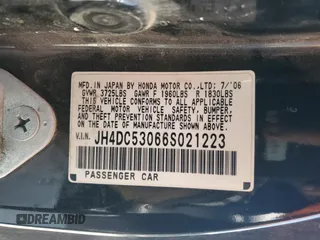 MFD. IN JAPAN BY HONDA MOTOR CO.,LTD; 7/'06
GVWR 3725LBS GAWR F 1960LBS R 1830LBS
THIS VEHICLE CONFORMS TO ALL APPLICABLE
FEDERAL MOTOR VEHICLE SAFETY, BUMPER,
AND THEFT PREVENTION STANDARDS IN EFFECT
ON THE DATE OF MANUFACTURE SHOWN ABOVE.
V.I.N. JH4DC53066S021223
PASSENGER CAR
DREAMBID